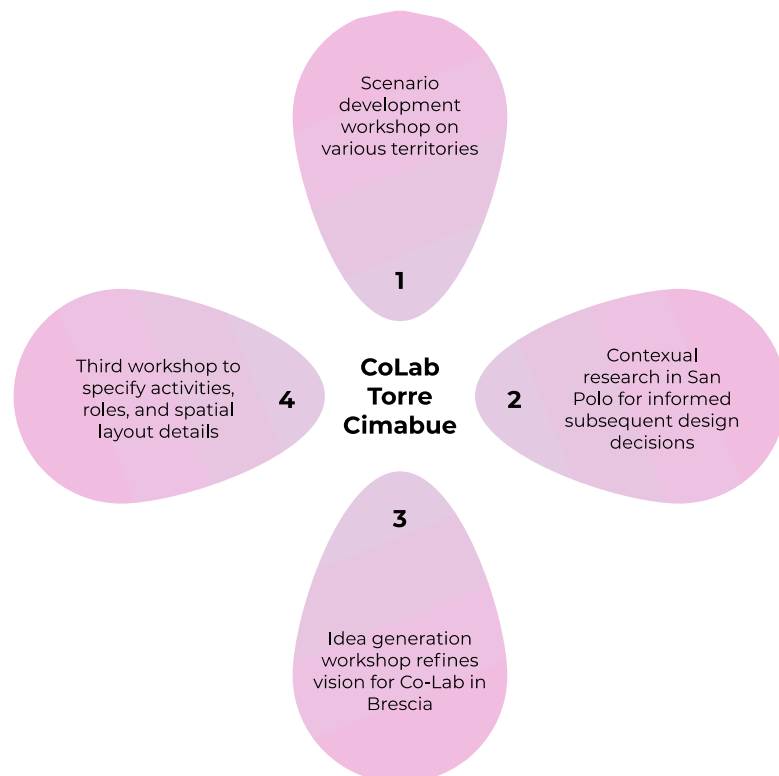 Scenario
development
workshop on
various territories
1
CoLab
Torre
Cimabue
2
Contexual
research in San
Polo for informed
subsequent design
decisions
3
Idea generation
workshop refines
vision for Co-Lab in
Brescia
Third workshop to
specify activities,
roles, and spatial
layout details
4